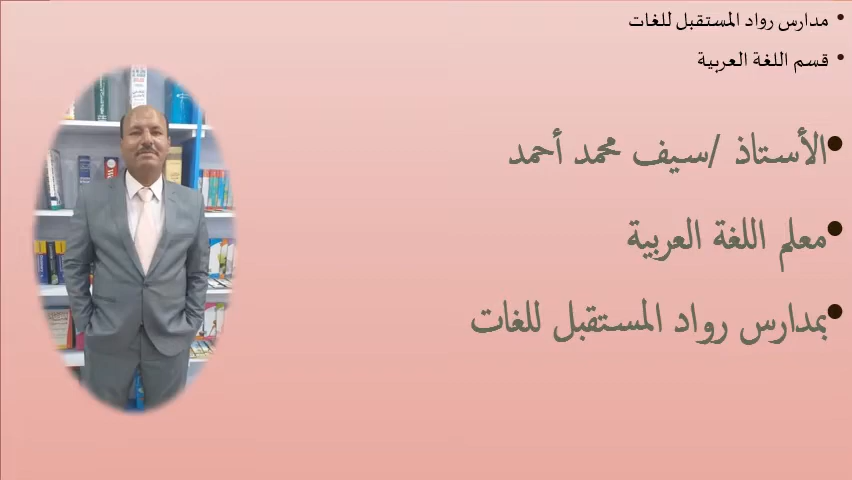 • مدارس رواد المستقبل للغات
• قسم اللغة العربية
• الأستاذ /سيف محمد أحمد
• معلم اللغة العربية
• بمدارس رواد المستقبل للغات